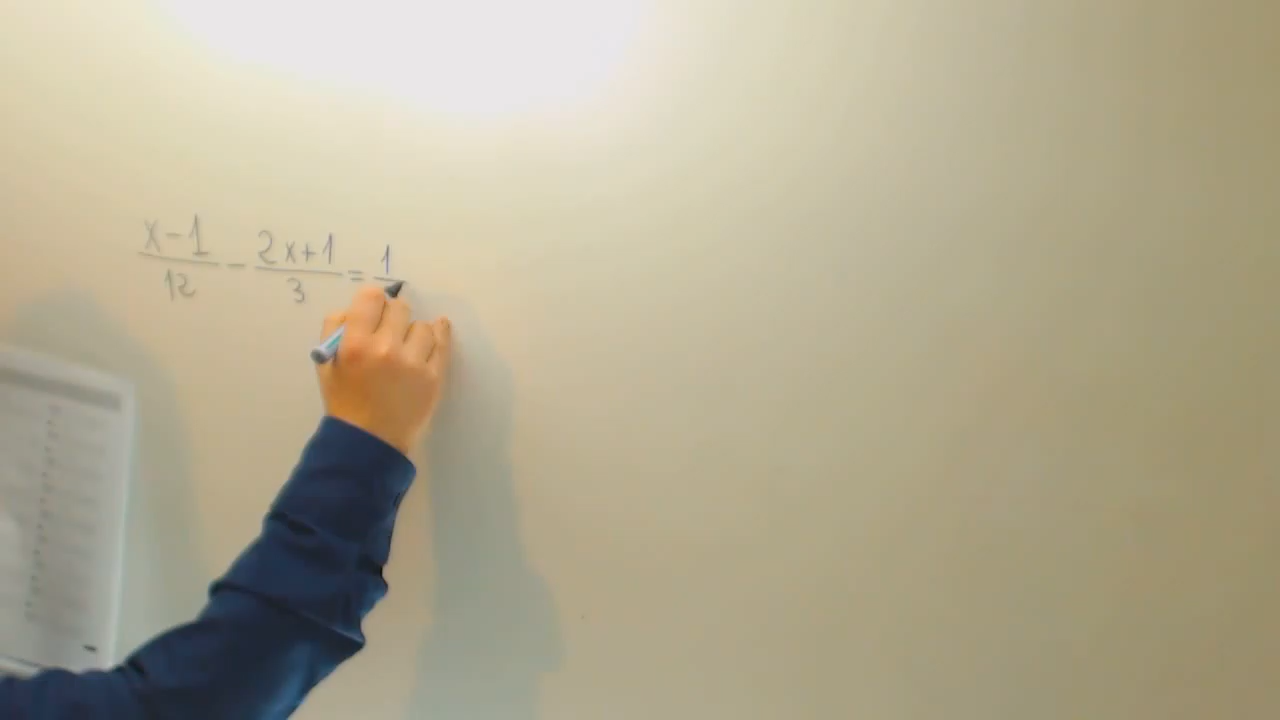 x-1/12 - 2x+1/3 = 1/